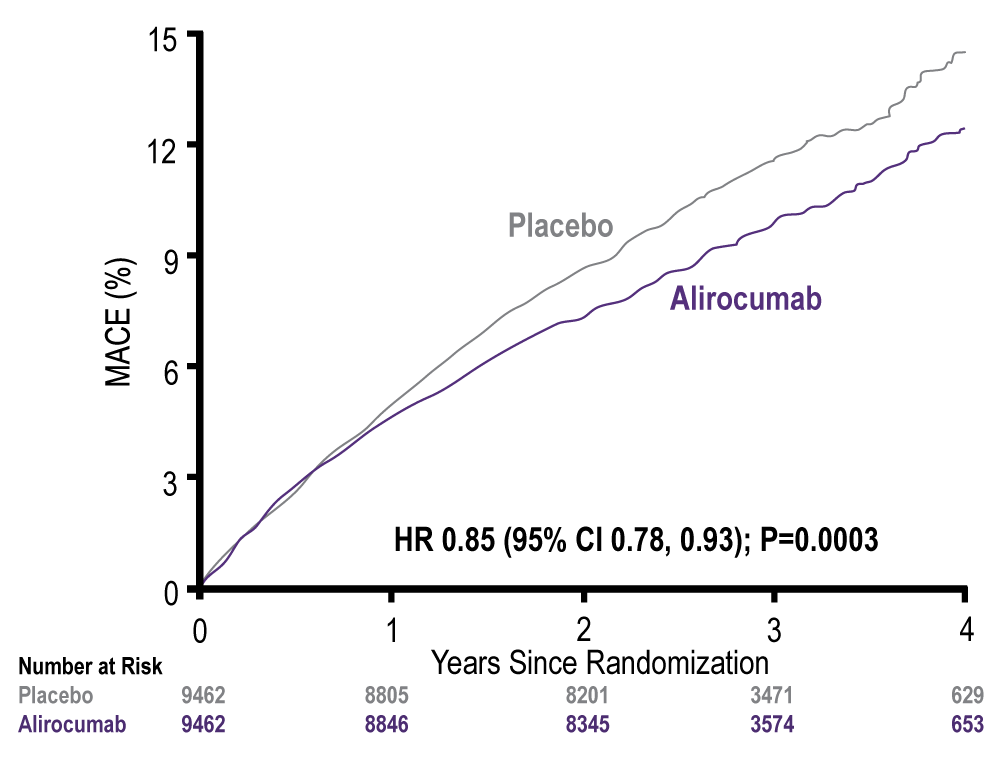 15
12
9
6
3
0
MACE (%)
Placebo
Alirocumab
HR 0.85 (95% CI 0.78, 0.93); P=0.0003
0 1 2 3 4
Years Since Randomization
Number at Risk
Placebo 9462 8805 8201 3471 629
Alirocumab 9462 8846 8345 3574 653